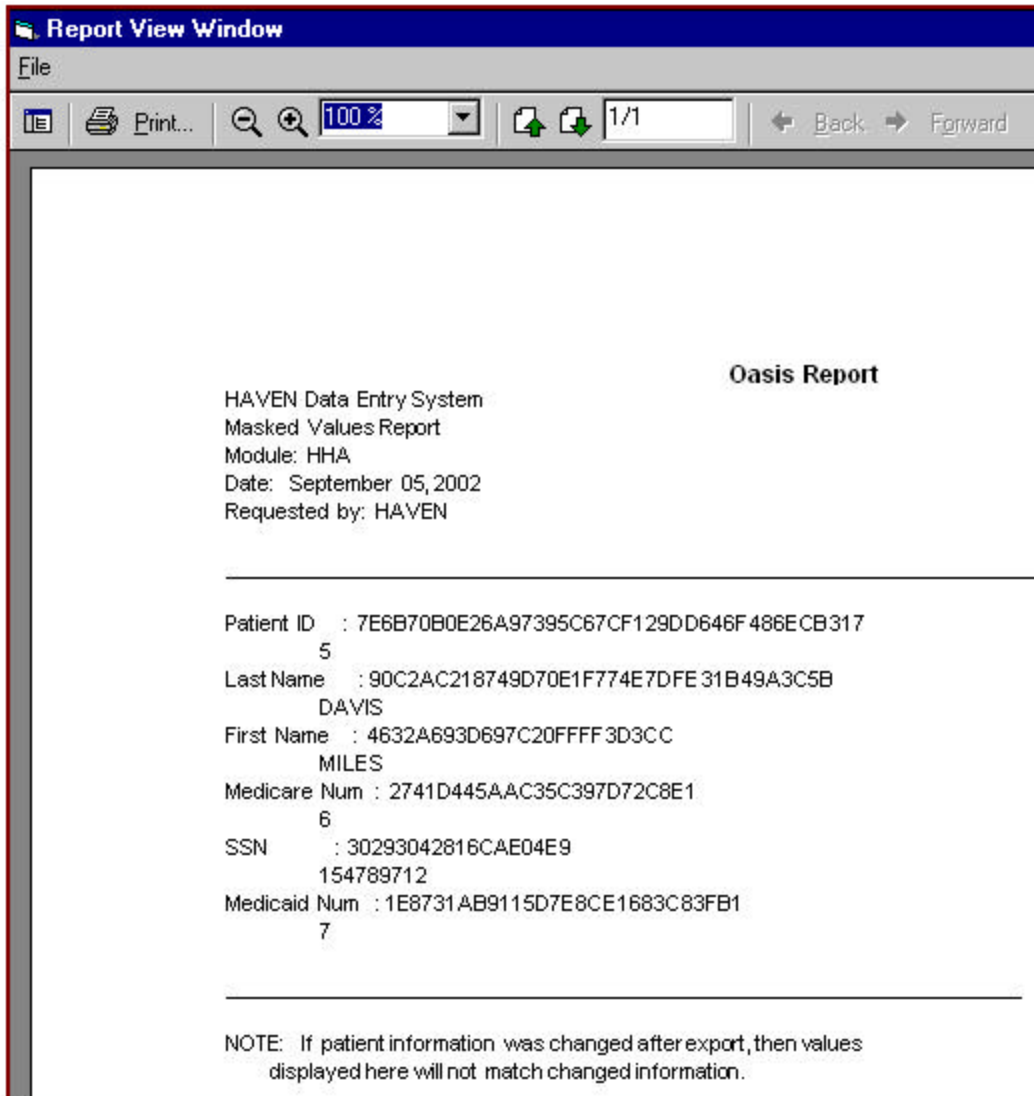 Report View Window
File
Print... 100 % 1/1 Back Forward
Oasis Report
HAVEN Data Entry System
Masked Values Report
Module: HHA
Date: September 05, 2002
Requested by: HAVEN
Patient ID : 7E6B70B0E26A97395C67CF129DD646F486ECB317
5
Last Name : 90C2AC218749D70E1F774E7DFE31B49A3C5B
DAVIS
First Name : 4632A693D697C20FFFF3D3CC
MILES
Medicare Num : 2741D445AAC35C397D72C8E1
6
SSN : 30293042816CAE04E9
154789712
Medicaid Num : 1E8731AB9115D7E8CE1683C83FB1
7
NOTE: If patient information was changed after export, then values
displayed here will not match changed information.